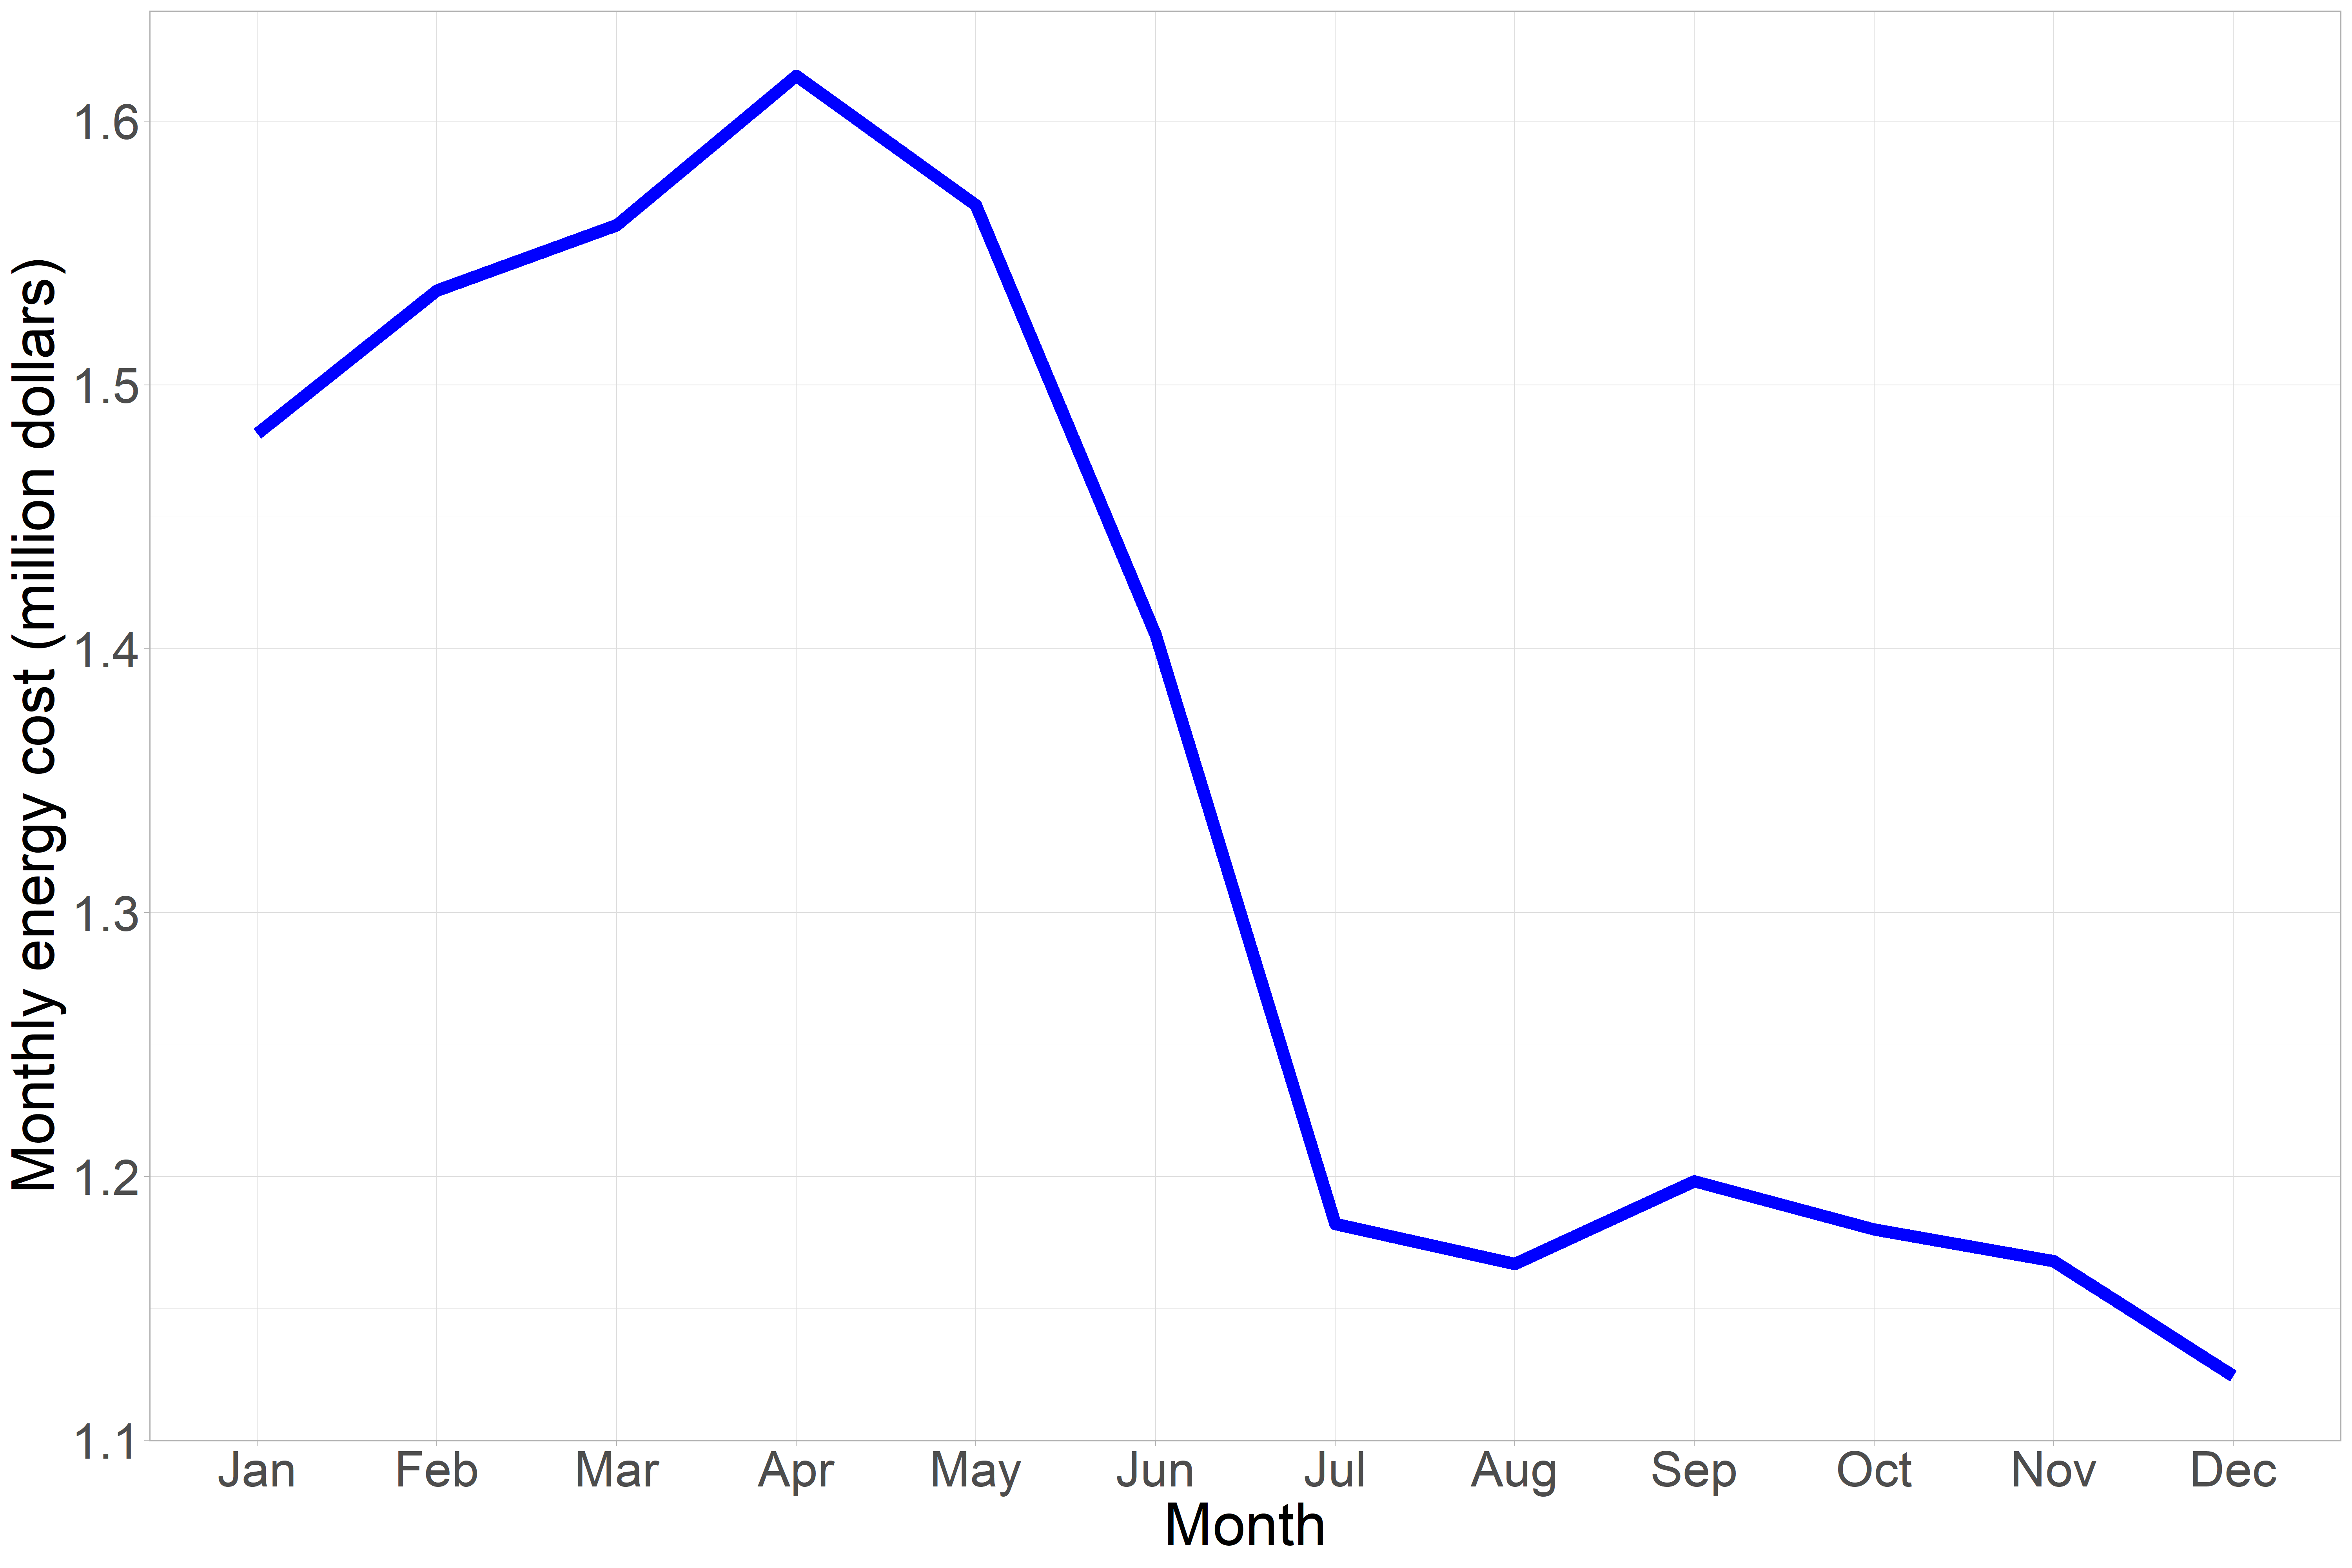 Monthly energy cost (million dollars)
1.6
1.5
1.4
1.3
1.2
1.1
Jan Feb Mar Apr May Jun Jul Aug Sep Oct Nov Dec
Month